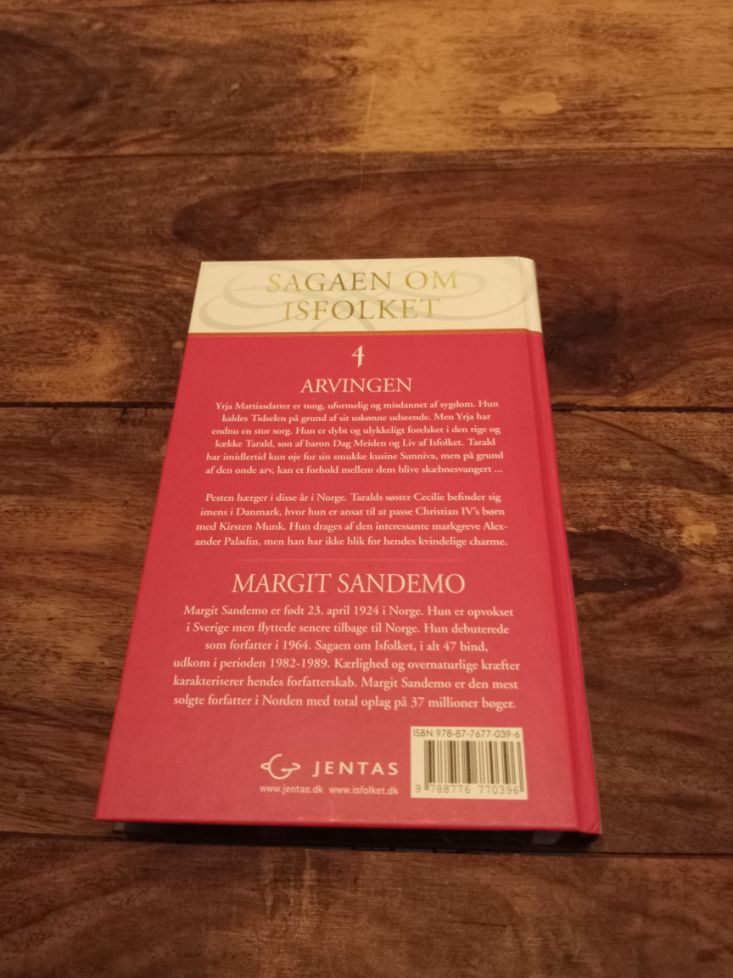 SAGAEN OM
ISFOLKET
4
ARVINGEN
Yrja Mattiasdatter er tung, uformelig og misdannet af sygdom. Hun
kaldes Tidselen på grund af sit uskønne udseende. Men Yrja har
endnu en stor sorg. Hun er dybt og ulykkeligt forelsket i den rige og
kække Tarald, søn af baron Dag Meiden og Liv af Isfolket. Tarald
har imidlertid kun øje for sin smukke kusine Sunniva, men på grund
af den onde arv, kan et forhold mellem dem blive skæbnesvangert ...
Pesten hærger i disse år i Norge. Taralds søster Cecilie befinder sig
imens i Danmark, hvor hun er ansat til at passe Christian IV's børn
med Kirsten Munk. Hun drages af den interessante markgreve Alex-
ander Paladin, men han har ikke blik for hendes kvindelige charme.
MARGIT SANDEMO
Margit Sandemo er født 23. april 1924 i Norge. Hun er opvokset
i Sverige men flyttede senere tilbage til Norge. Hun debuterede
som forfatter i 1964. Sagaen om Isfolket, i alt 47 bind,
udkom i perioden 1982-1989. Kærlighed og overnaturlige kræfter
karakteriserer hendes forfatterskab. Margit Sandemo er den mest
solgte forfatter i Norden med total oplag på 37 millioner bøger.
ISBN 978-87-7677-039-6
JENTAS
www.jentas.dk www.isfolket.dk
9 788776 770396